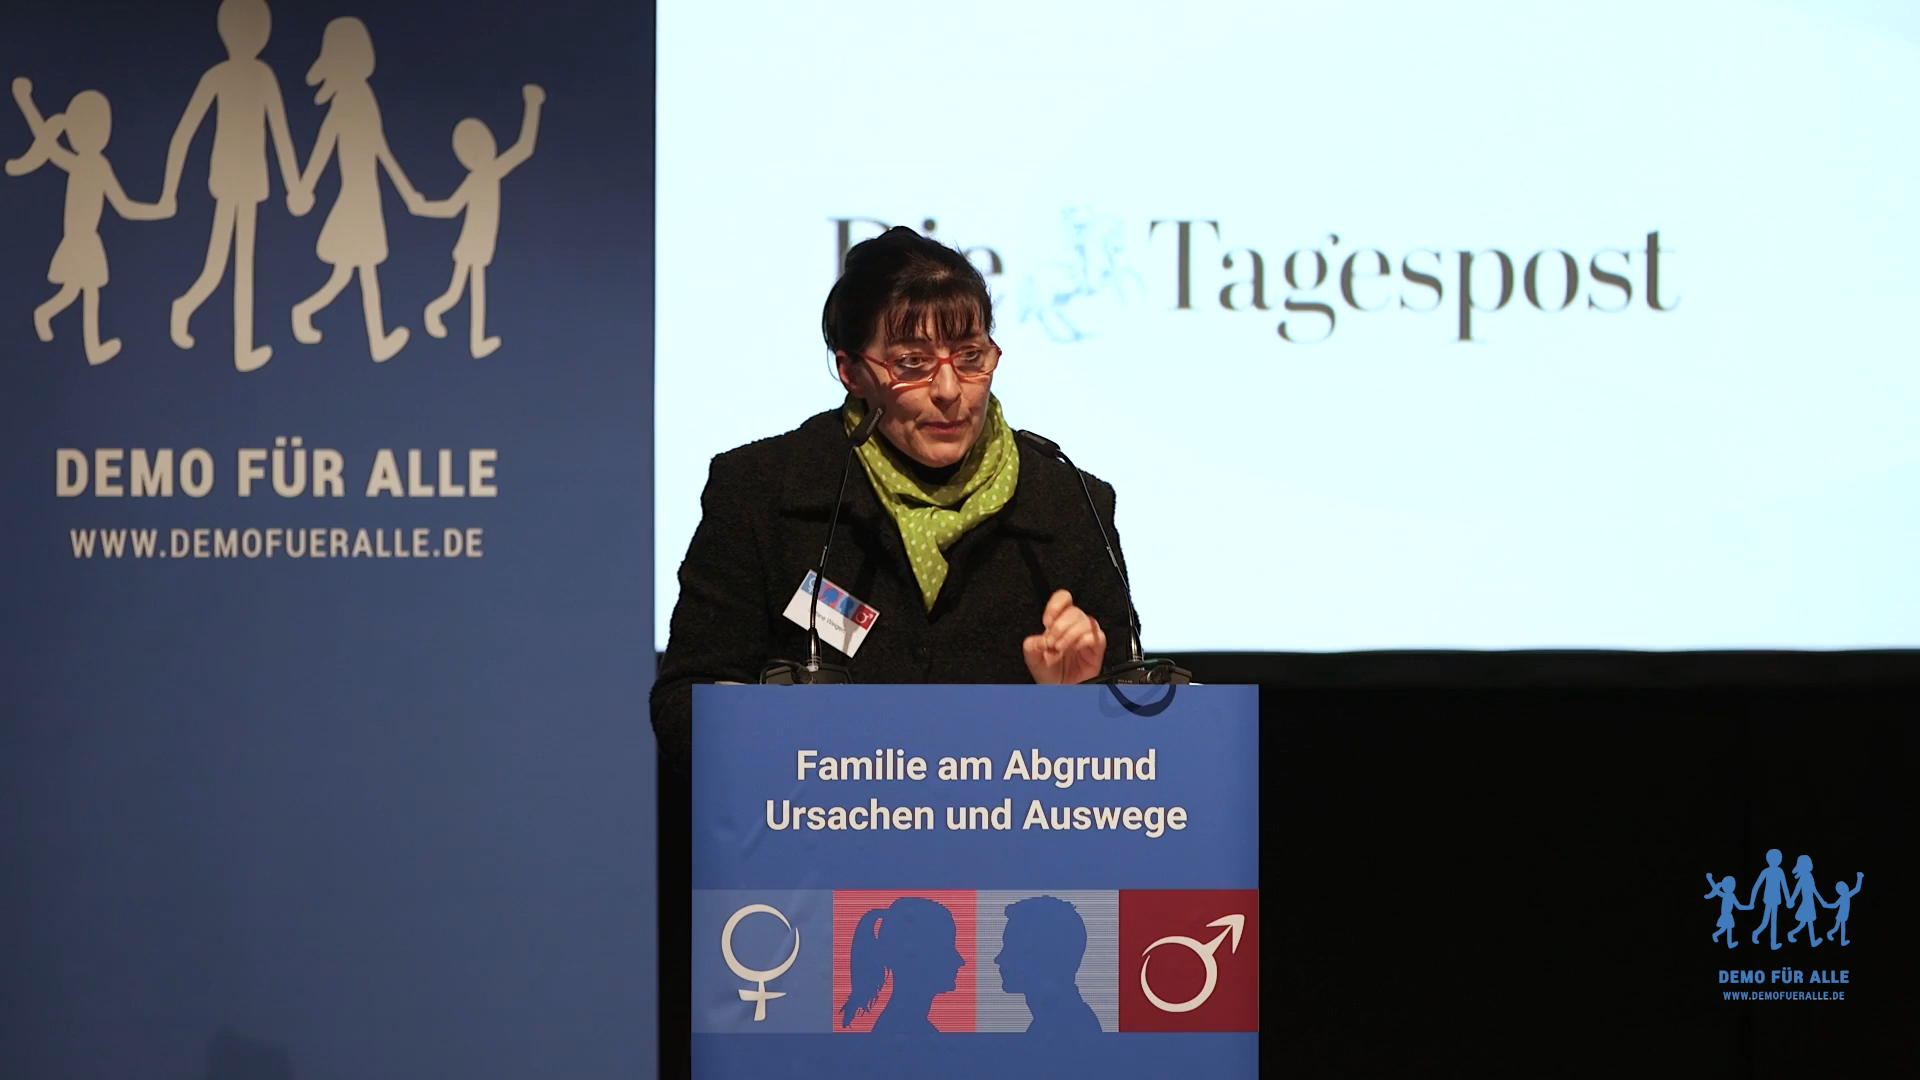 DEMO FÜR ALLE
WWW.DEMOFUERALLE.DE
Die Tagespost
Familie am Abgrund
Ursachen und Auswege
DEMO FÜR ALLE
WWW.DEMOFUERALLE.DE